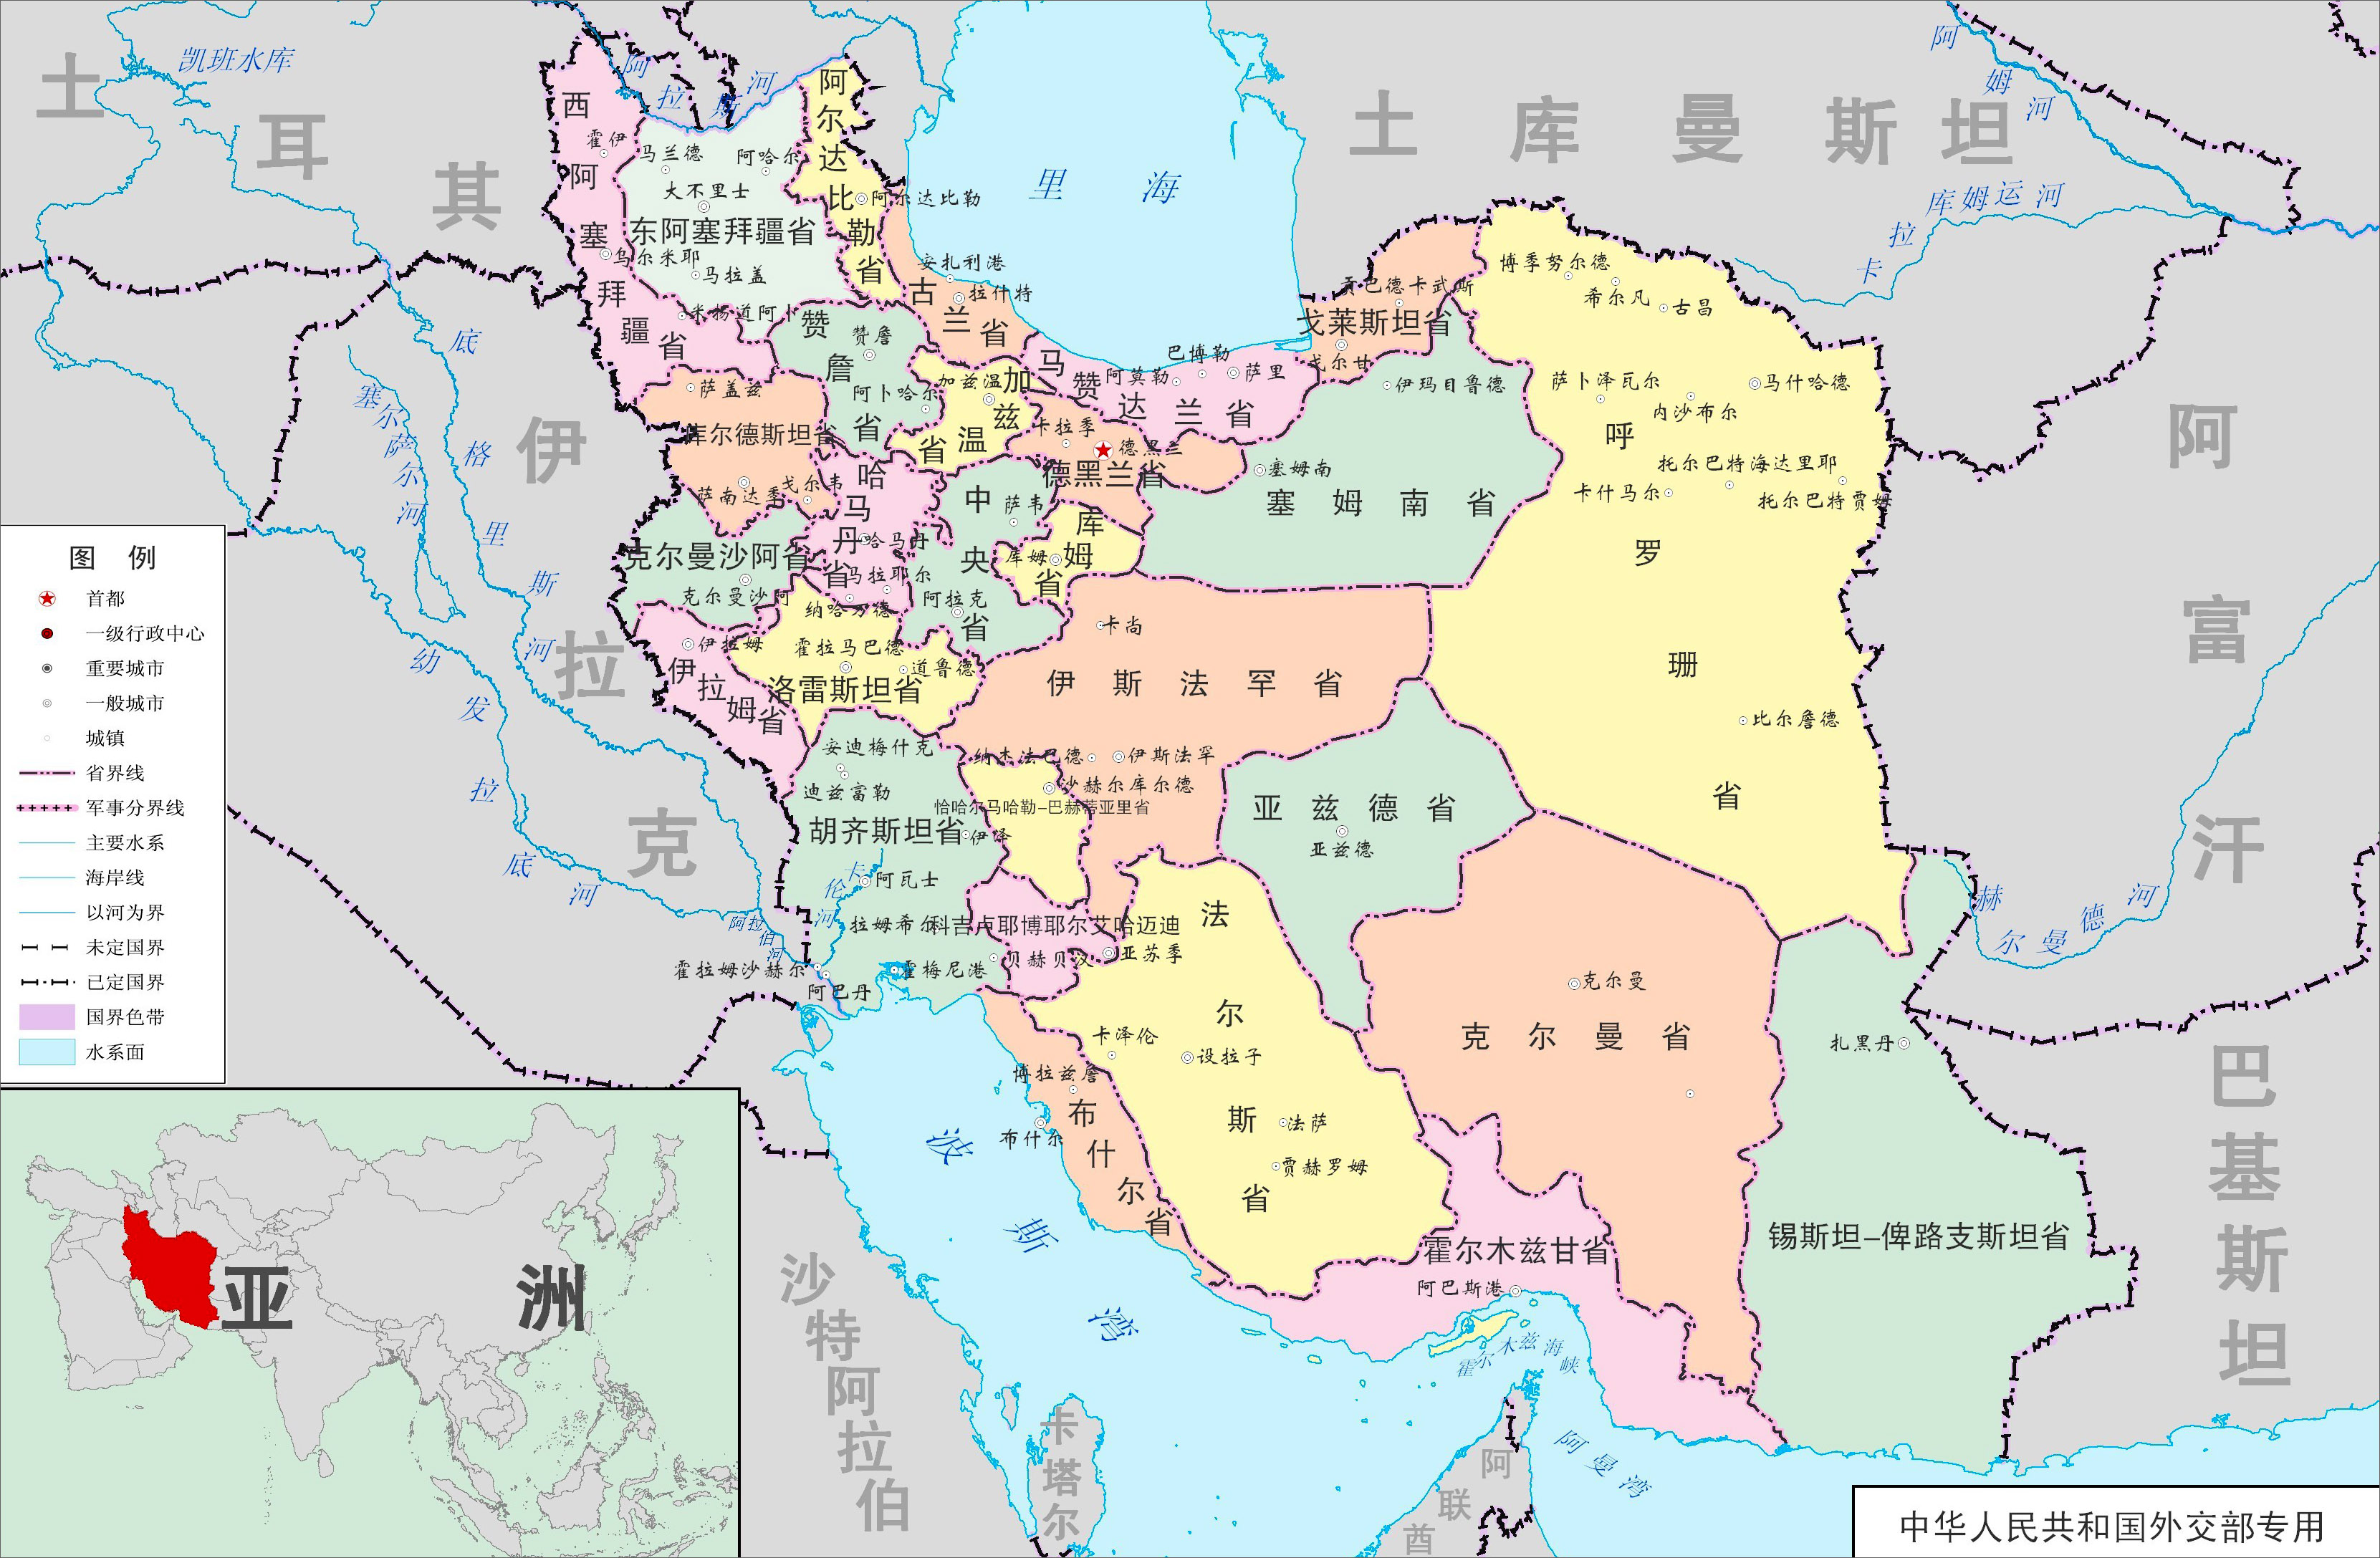 土耳其
凯班水库
阿拉斯河
里海
土库曼斯坦
阿姆河
卡拉库姆运河
西阿塞拜疆省
霍伊
乌尔米耶
米扬道阿卜
马兰德
阿哈尔
大不里士
东阿塞拜疆省
马拉盖
阿尔达比勒省
阿尔达比勒
安扎利港
拉什特
古兰省
赞詹省
赞詹
阿卜哈尔
加兹温
加兹温省
马赞达兰省
阿莫勒
巴博勒
萨里
贡巴德卡武斯
戈莱斯坦省
戈尔甘
博季努尔德
希尔凡
古昌
萨卜泽瓦尔
马什哈德
内沙布尔
托尔巴特海达里耶
卡什马尔
托尔巴特贾姆
比尔詹德
呼罗珊省
伊玛目鲁德
塞姆南
塞姆南省
卡拉季
德黑兰
德黑兰省
萨盖兹
库尔德斯坦省
萨南达季
戈尔韦
哈马丹省
哈马丹
马拉耶尔
纳哈万德
中央省
萨韦
阿拉克
库姆省
库姆
克尔曼沙阿省
克尔曼沙阿
伊拉姆
伊拉姆省
霍拉马巴德
道鲁德
洛雷斯坦省
卡尚
伊斯法罕省
纳杰法巴德
伊斯法罕
沙赫尔库尔德
恰哈尔马哈勒-巴赫蒂亚里省
安迪梅什克
迪兹富勒
胡齐斯坦省
伊泽
阿瓦士
卡伦河
拉姆希尔
霍梅尼港
霍拉姆沙赫尔
阿巴丹
科吉卢耶博耶尔艾哈迈迪
贝赫贝汉
亚苏季
亚兹德省
亚兹德
法尔斯省
卡泽伦
设拉子
法萨
贾赫罗姆
博拉兹詹
布什尔
布什尔省
克尔曼
克尔曼省
霍尔木兹甘省
阿巴斯港
霍尔木兹海峡
扎黑丹
锡斯坦-俾路支斯坦省
伊拉克
底格里斯河
塞尔萨尔河
幼发拉底河
阿拉伯河
阿富汗
赫尔曼德河
巴基斯坦
波斯湾
阿曼湾
沙特阿拉伯
卡塔尔
阿联酋
图 例
首都
一级行政中心
重要城市
一般城市
城镇
省界线
军事分界线
主要水系
海岸线
以河为界
未定国界
已定国界
国界色带
水系面
亚洲
中华人民共和国外交部专用